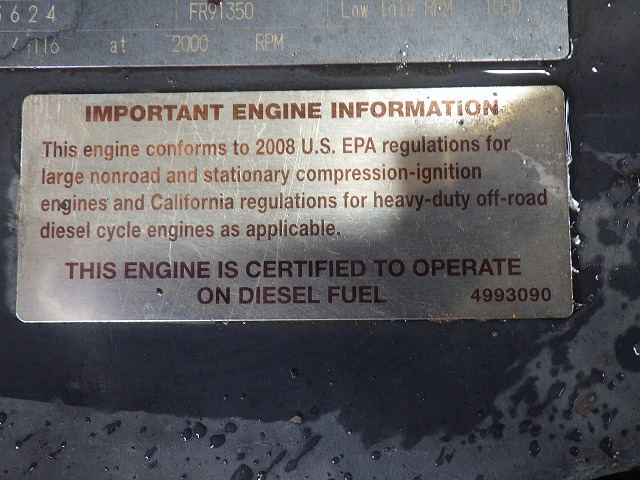 5624 FR91350 Low Idle RPM 1050
/ 1116 at 2000 RPM
IMPORTANT ENGINE INFORMATION
This engine conforms to 2008 U.S. EPA regulations for
large nonroad and stationary compression-ignition
engines and California regulations for heavy-duty off-road
diesel cycle engines as applicable.
THIS ENGINE IS CERTIFIED TO OPERATE
ON DIESEL FUEL 4993090